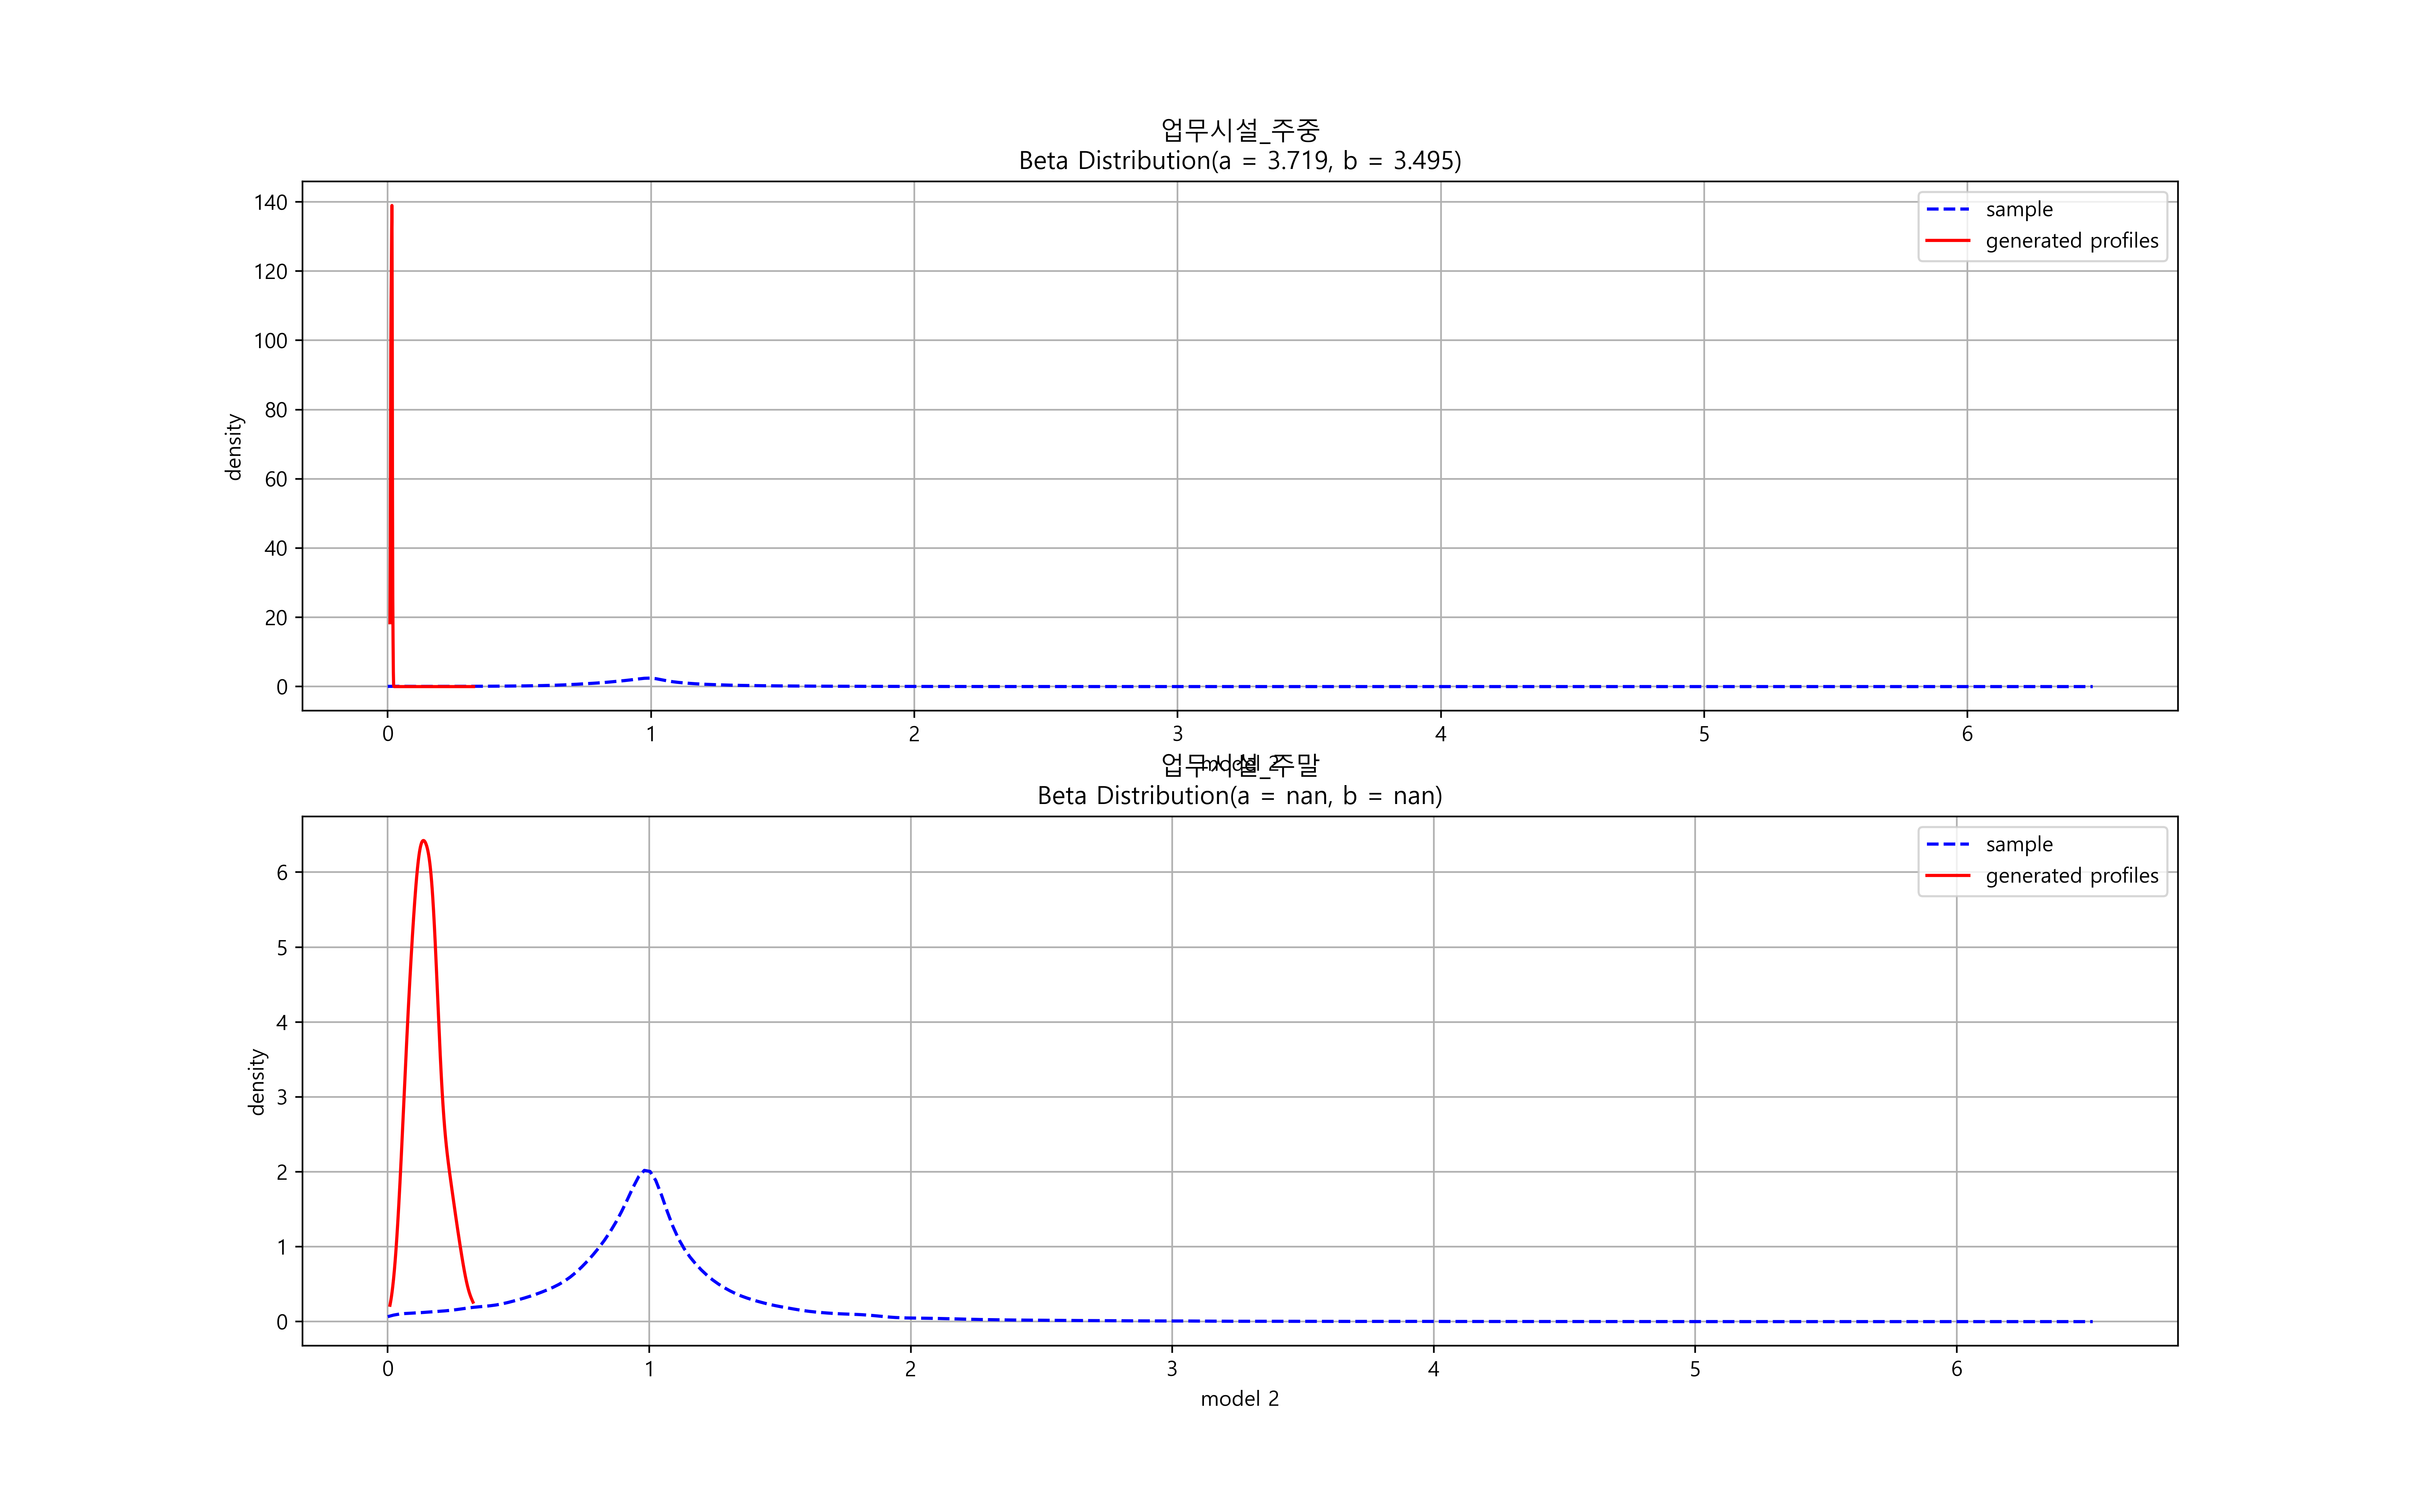 업무시설_주중
Beta Distribution(a = 3.719, b = 3.495)
140
120
100
80
60
40
20
0
density
sample
generated profiles
0 1 2 3 4 5 6
model 2
업무시설_주말
Beta Distribution(a = nan, b = nan)
6
5
4
3
2
1
0
density
sample
generated profiles
0 1 2 3 4 5 6
model 2